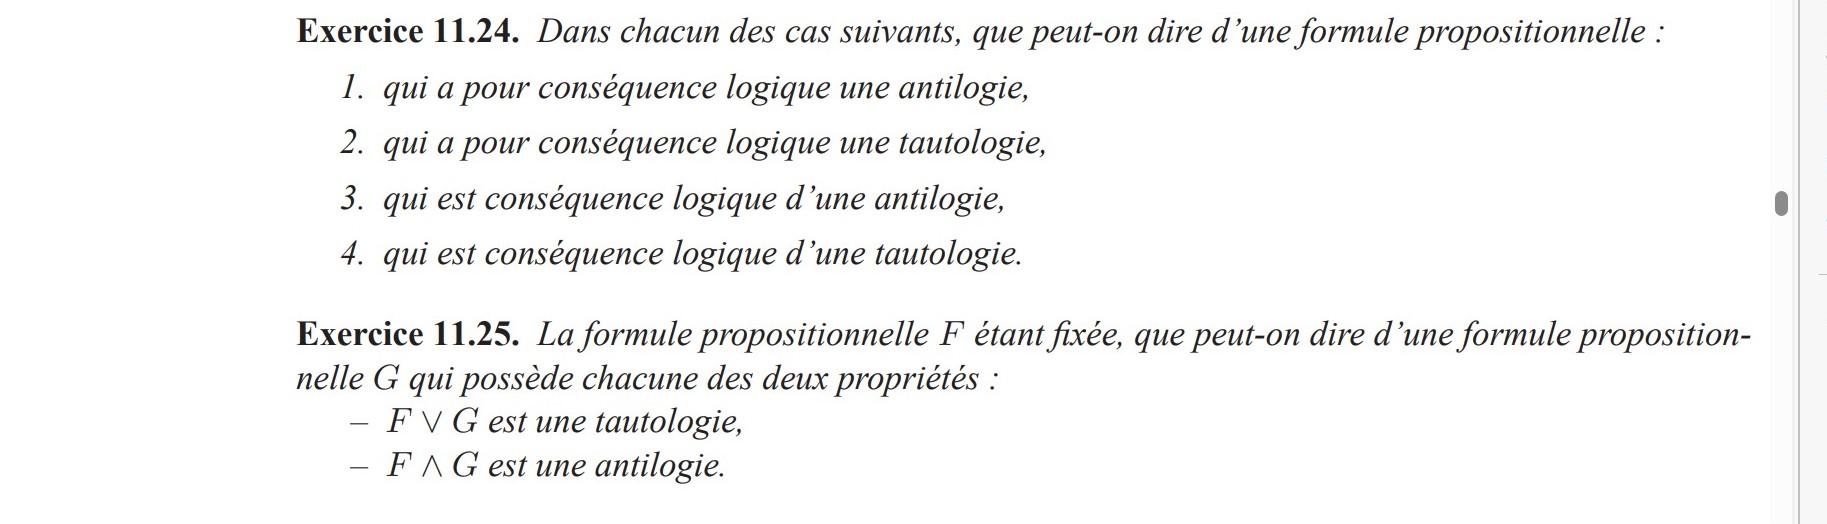 Exercice 11.24. Dans chacun des cas suivants, que peut-on dire d'une formule propositionnelle :
1. qui a pour conséquence logique une antilogie,
2. qui a pour conséquence logique une tautologie,
3. qui est conséquence logique d'une antilogie,
4. qui est conséquence logique d'une tautologie.
Exercice 11.25. La formule propositionnelle F étant fixée, que peut-on dire d'une formule proposition-
nelle G qui possède chacune des deux propriétés :
– F ∨ G est une tautologie,
– F ∧ G est une antilogie.